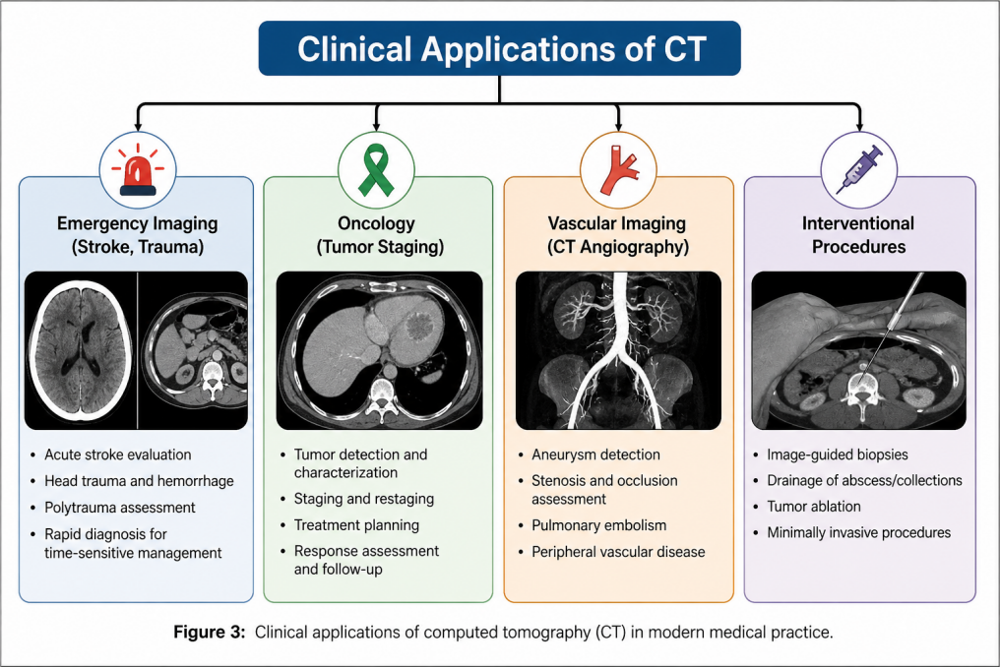 Clinical Applications of CT
Emergency Imaging
(Stroke, Trauma)
• Acute stroke evaluation
• Head trauma and hemorrhage
• Polytrauma assessment
• Rapid diagnosis for
time-sensitive management
Oncology
(Tumor Staging)
• Tumor detection and
characterization
• Staging and restaging
• Treatment planning
• Response assessment
and follow-up
Vascular Imaging
(CT Angiography)
• Aneurysm detection
• Stenosis and occlusion
assessment
• Pulmonary embolism
• Peripheral vascular disease
Interventional
Procedures
• Image-guided biopsies
• Drainage of abscess/collections
• Tumor ablation
• Minimally invasive procedures
Figure 3: Clinical applications of computed tomography (CT) in modern medical practice.